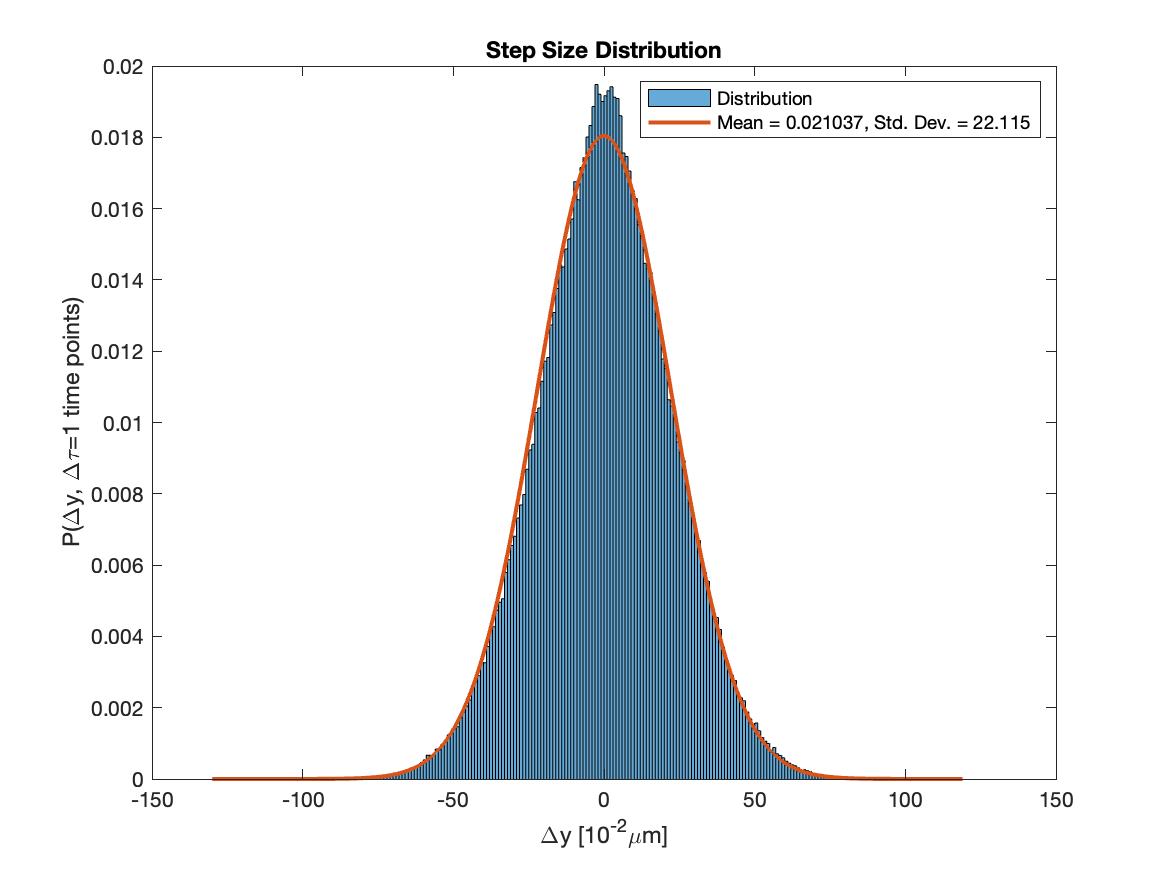 Step Size Distribution
0.02
0.018
0.016
0.014
0.012
0.01
0.008
0.006
0.004
0.002
0
P(Δy, Δτ=1 time points)
Distribution
Mean = 0.021037, Std. Dev. = 22.115
-150 -100 -50 0 50 100 150
Δy [10⁻²μm]